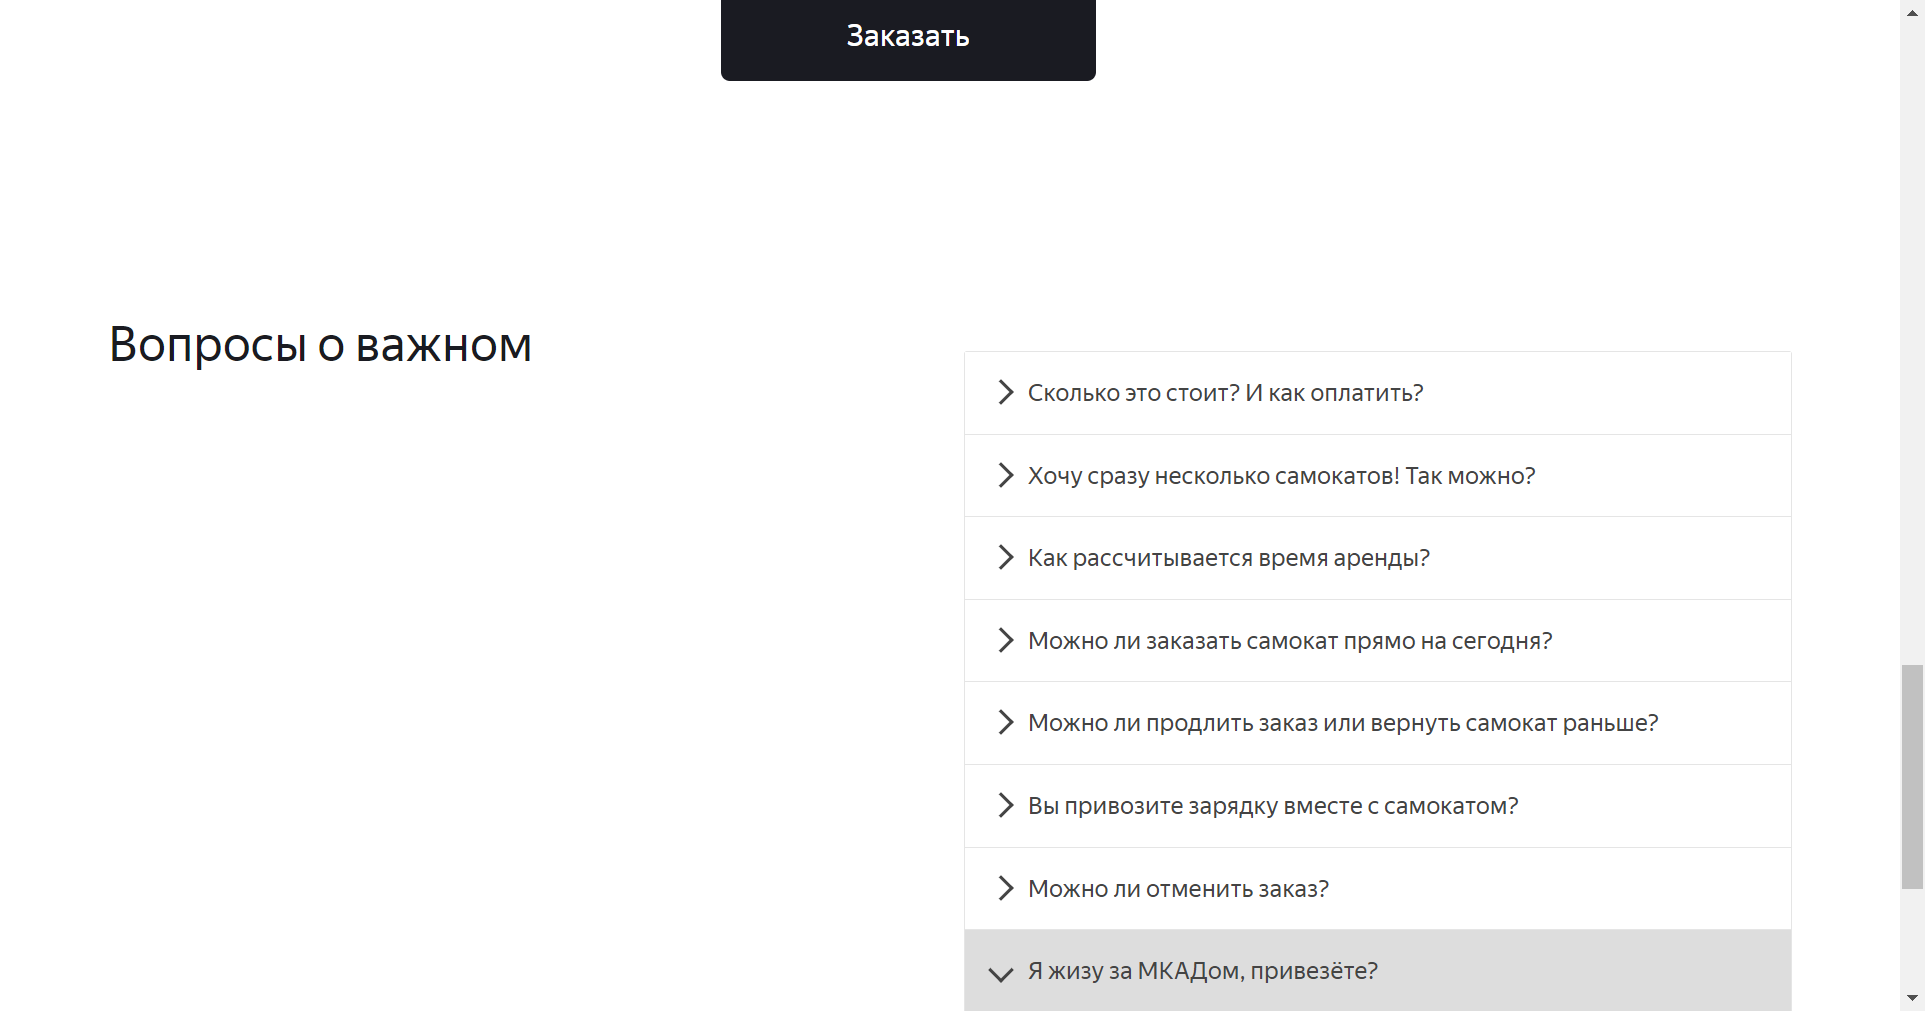 Заказать
Вопросы о важном
Сколько это стоит? И как оплатить?
Хочу сразу несколько самокатов! Так можно?
Как рассчитывается время аренды?
Можно ли заказать самокат прямо на сегодня?
Можно ли продлить заказ или вернуть самокат раньше?
Вы привозите зарядку вместе с самокатом?
Можно ли отменить заказ?
Я жизу за МКАДом, привезёте?